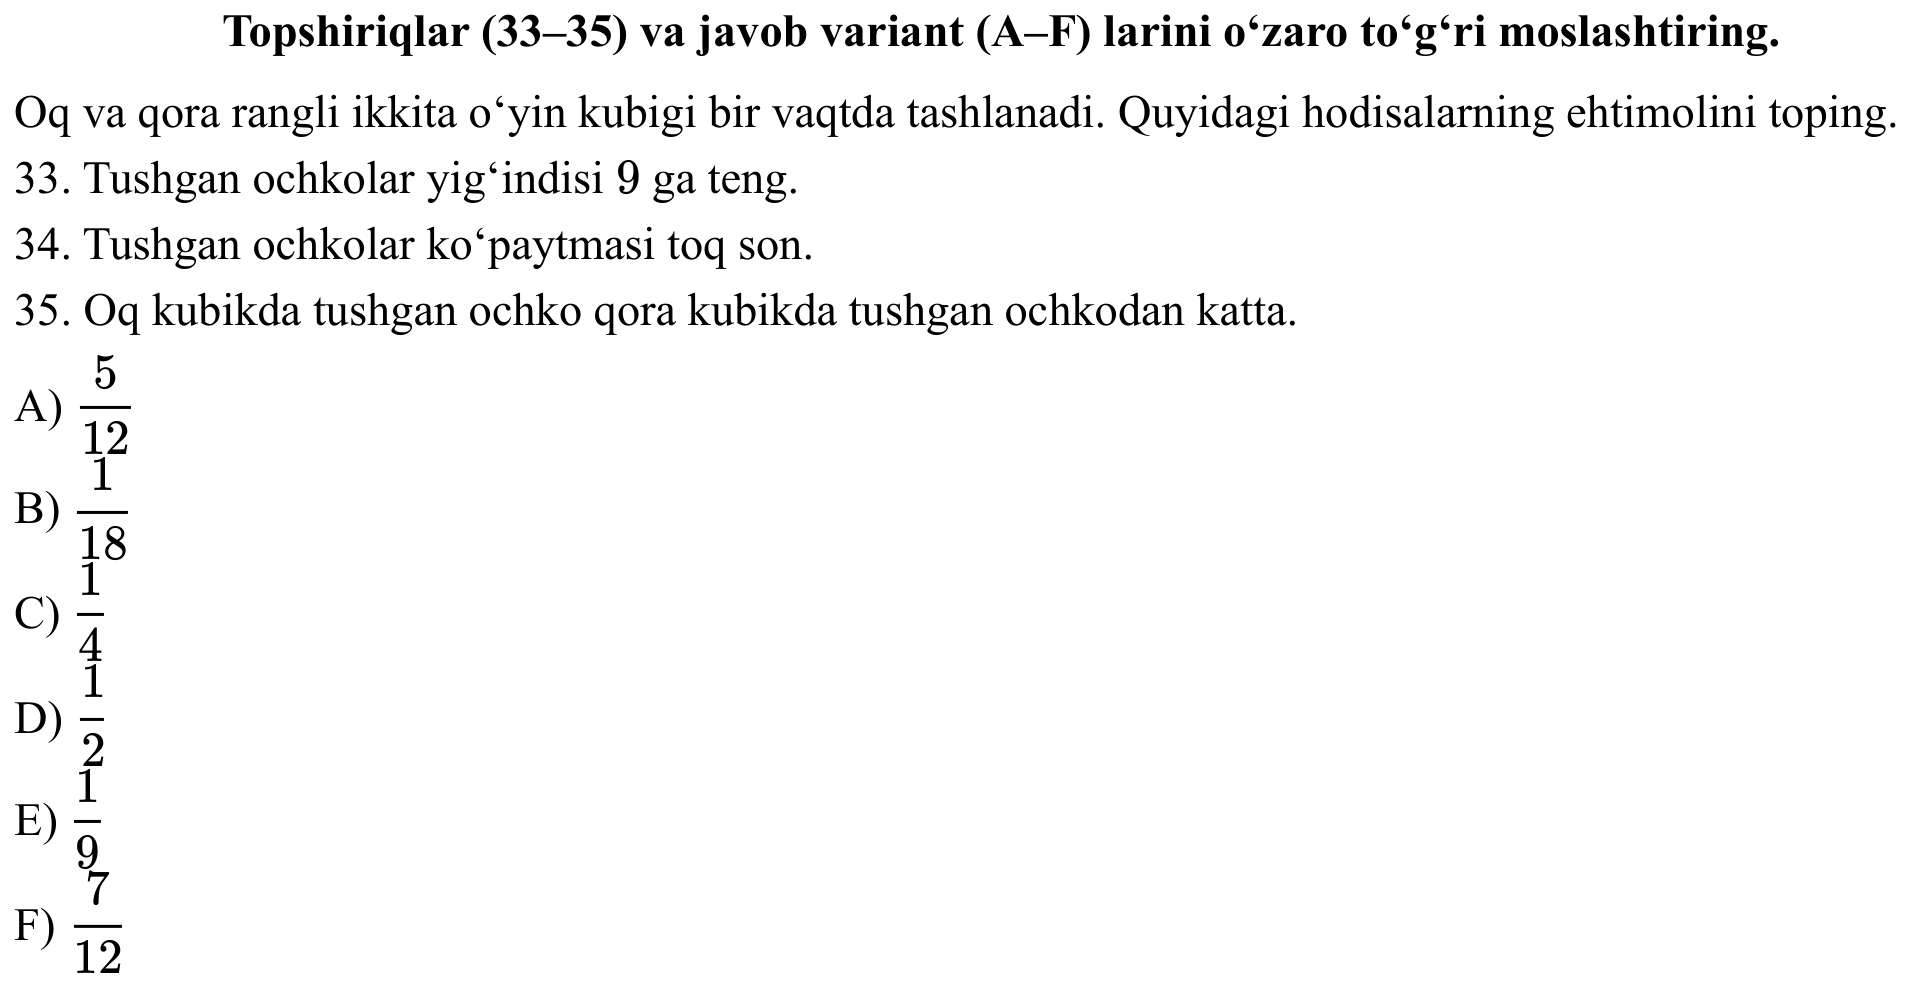 Topshiriqlar (33–35) va javob variant (A–F) larini o‘zaro to‘g‘ri moslashtiring.
Oq va qora rangli ikkita o‘yin kubigi bir vaqtda tashlanadi. Quyidagi hodisalarning ehtimolini toping.
33. Tushgan ochkolar yig‘indisi 9 ga teng.
34. Tushgan ochkolar ko‘paytmasi toq son.
35. Oq kubikda tushgan ochko qora kubikda tushgan ochkodan katta.
A) 5/12
B) 1/18
C) 1/4
D) 1/2
E) 1/9
F) 7/12